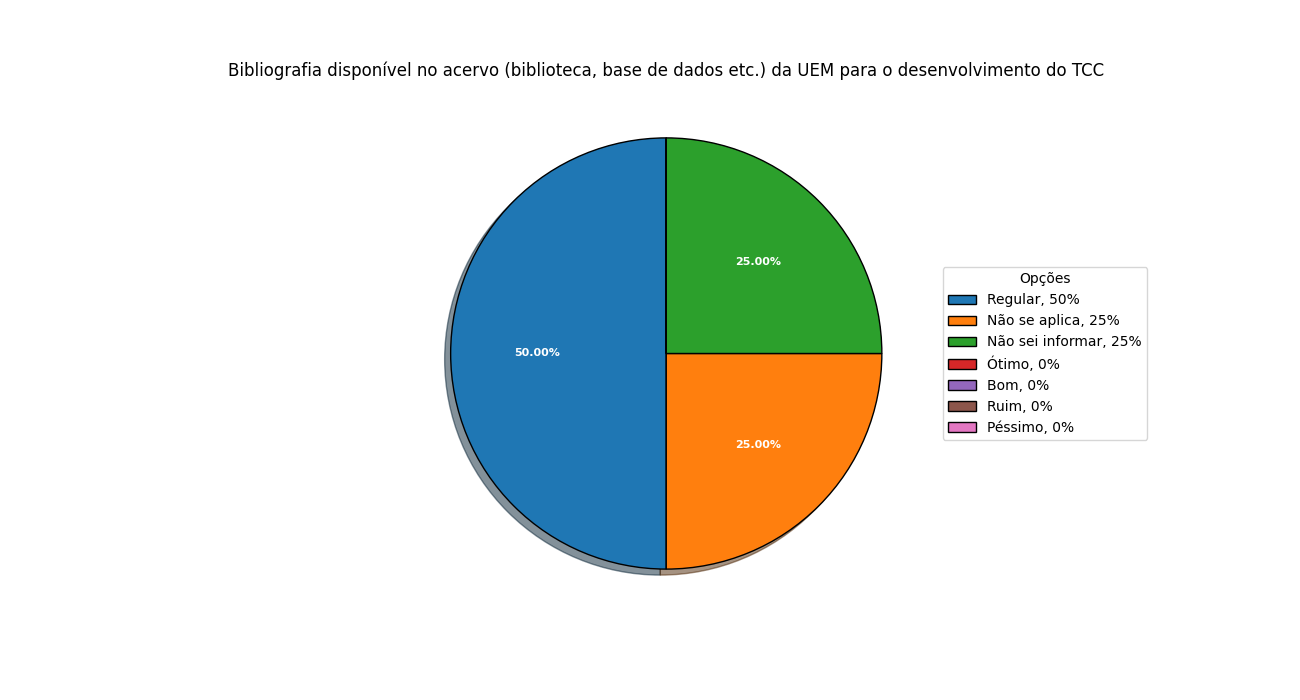 Bibliografia disponível no acervo (biblioteca, base de dados etc.) da UEM para o desenvolvimento do TCC
25.00%
50.00%
25.00%
Opções
Regular, 50%
Não se aplica, 25%
Não sei informar, 25%
Ótimo, 0%
Bom, 0%
Ruim, 0%
Péssimo, 0%